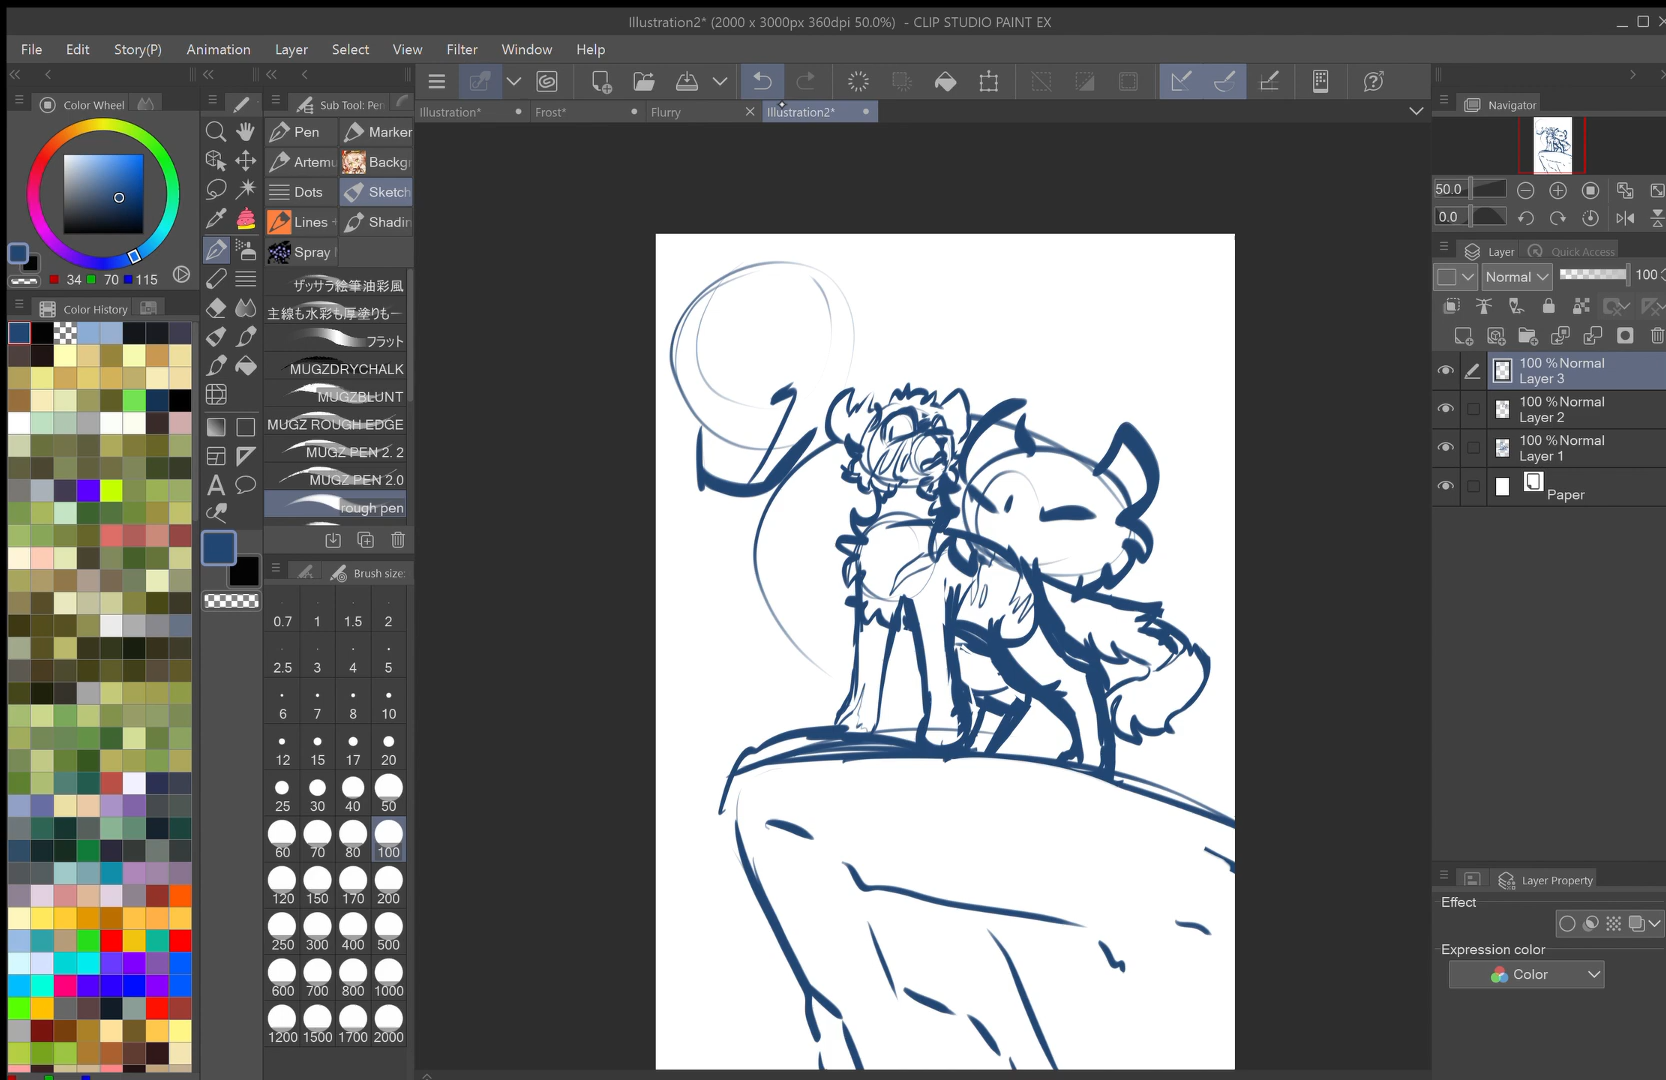 Illustration2* (2000 x 3000px 360dpi 50.0%) - CLIP STUDIO PAINT EX
File Edit Story(P) Animation Layer Select View Filter Window Help
Color Wheel
Sub Tool: Pen
Illustration* Frost* Flurry Illustration2*
Navigator
Pen Marker
Artemu Backgr
Dots Sketch
Lines + Shadin
Spray
34 70 115
Color History
50.0
0.0
Layer Quick Access
Normal 100
ザッサラ絵筆油彩風
主線も水彩も厚塗りも一
フラット
MUGZDRYCHALK
MUGZBLUNT
MUGZ ROUGH EDGE
MUGZ PEN 2. 2
MUGZ PEN 2.0
rough pen
100 % Normal
Layer 3
100 % Normal
Layer 2
100 % Normal
Layer 1
Paper
A
Brush size:
0.7 1 1.5 2
2.5 3 4 5
6 7 8 10
12 15 17 20
25 30 40 50
60 70 80 100
120 150 170 200
250 300 400 500
600 700 800 1000
1200 1500 1700 2000
Layer Property
Effect
Expression color
Color